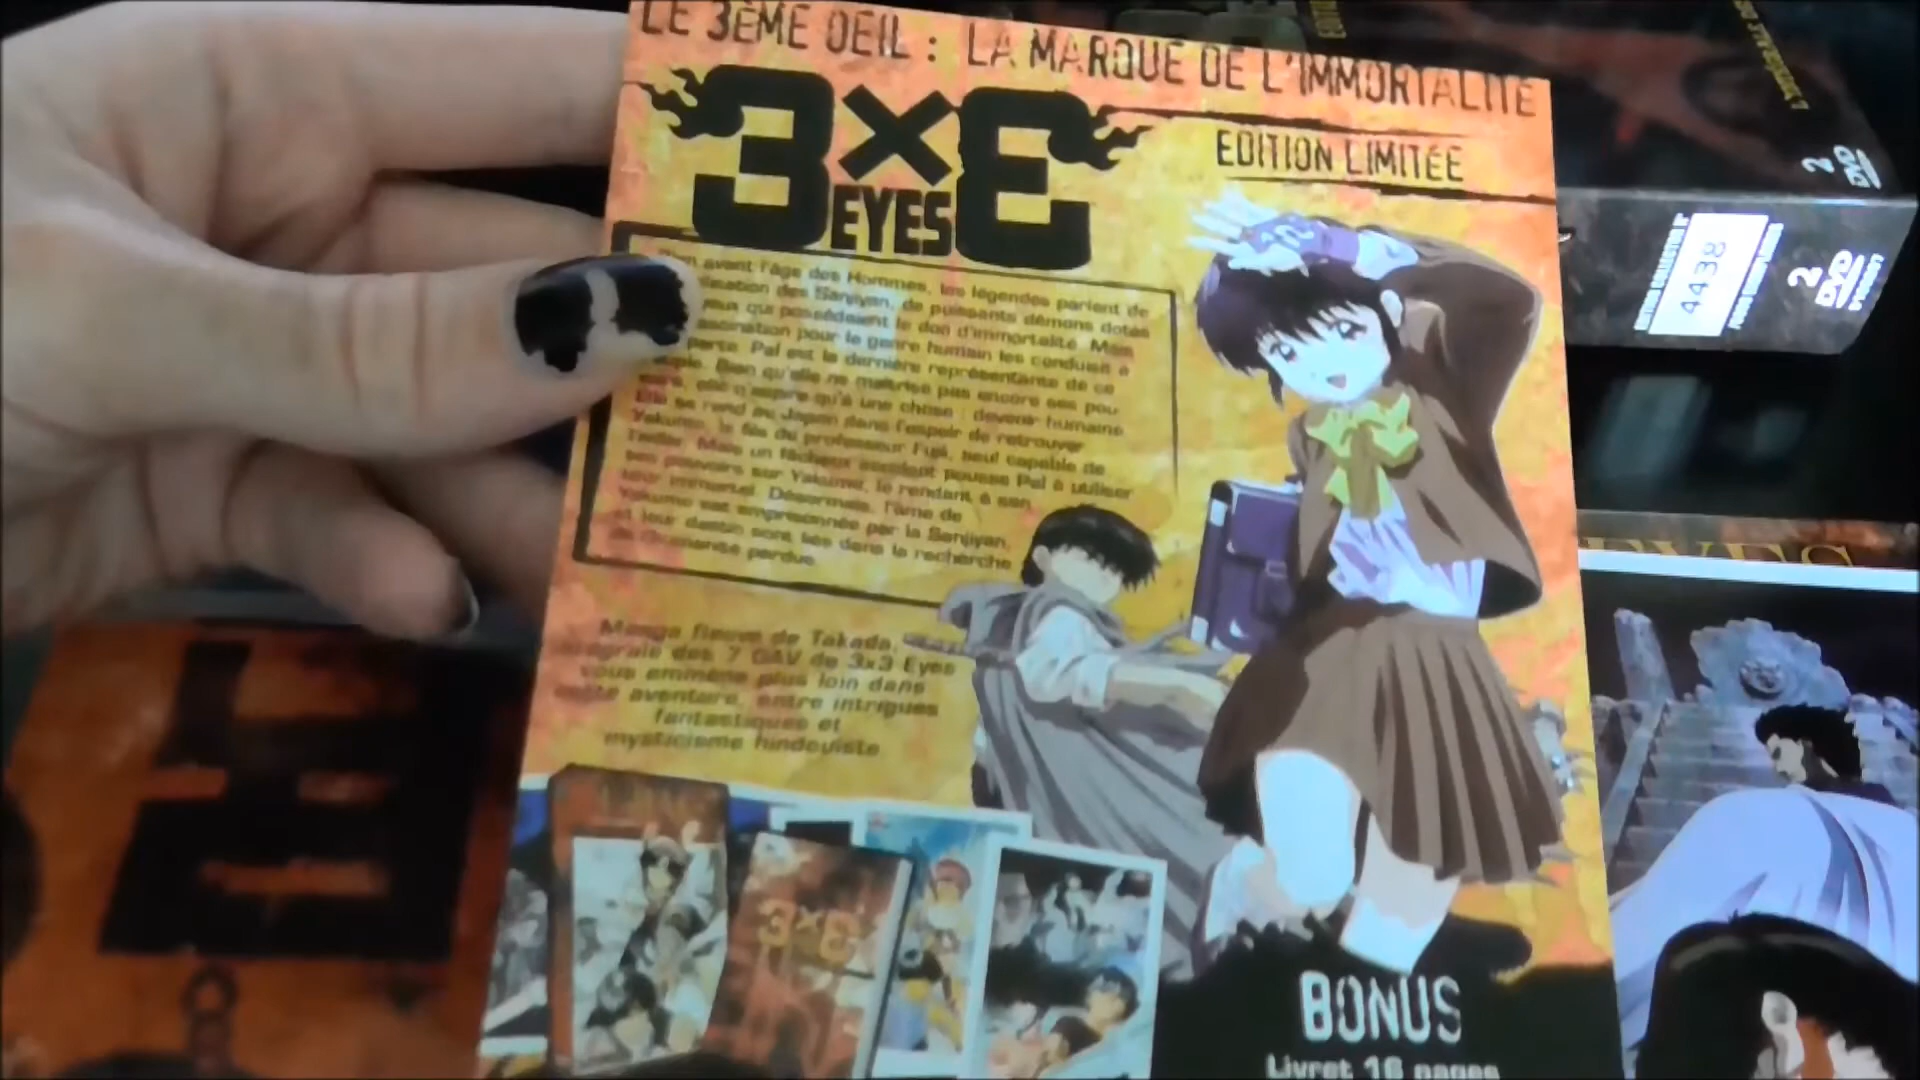 LE 3ÈME OEIL : LA MARQUE DE L'IMMORTALITÉ
3×3
EYES
EDITION LIMITÉE
avant l'âge des Hommes, les légendes parlent de
des Sanjiyan, de puissants démons dotés
qui possédaient le don d'immortalité. Mais
pour le genre humain les conduisit à
perte. Pai est la dernière représentante de ce
Bien qu'elle ne maîtrise pas encore ses pou-
elle n'aspire qu'à une chose : devenir humaine
Elle se rend au Japon dans l'espoir de retrouver
Yakumo, le fils du professeur Fujii, seul capable de
l'aider. Mais un fâcheux accident pousse Pai à utiliser
ses pouvoirs sur Yakumo, le rendant à son
tour immortel. Désormais, l'âme de
Yakumo est emprisonnée par la Sanjiyan,
et leur destin sont liés dans la recherche
de l'humanité perdue.
Manga fleuve de Takada,
intégrale des 7 OAV de 3x3 Eyes
vous emmène plus loin dans
cette aventure, entre intrigues
fantastiques et
mysticisme hindouiste
3×3
BONUS
Livret 16 pages
2
DVD
4438
2
DVD
VIDEO
EYES